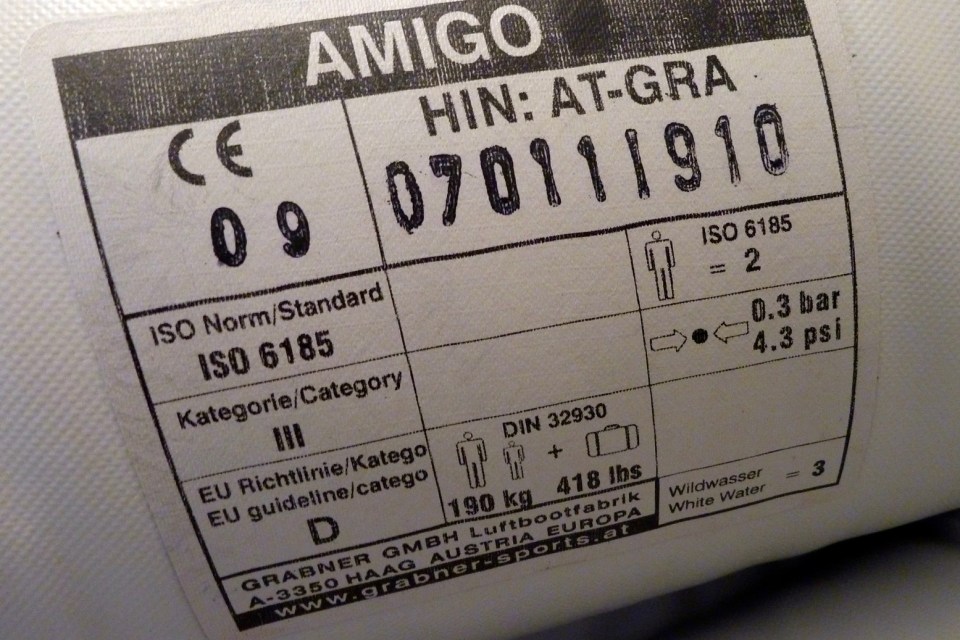 AMIGO
CE
09
HIN: AT-GRA
070111910
ISO Norm/Standard
ISO 6185
ISO 6185
= 2
0.3 bar
4.3 psi
Kategorie/Category
III
EU Richtlinie/Katego
EU guideline/catego
D
DIN 32930
+
190 kg 418 lbs
Wildwasser
White Water = 3
GRABNER GMBH Luftbootfabrik
A-3350 HAAG AUSTRIA EUROPA
www.grabner-sports.at